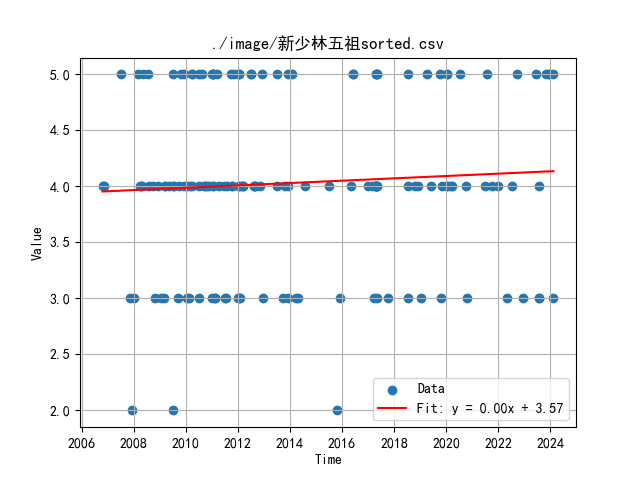 ./image/新少林五祖sorted.csv
5.0
4.5
4.0
3.5
3.0
2.5
2.0
Value
Data
Fit: y = 0.00x + 3.57
2006 2008 2010 2012 2014 2016 2018 2020 2022 2024
Time